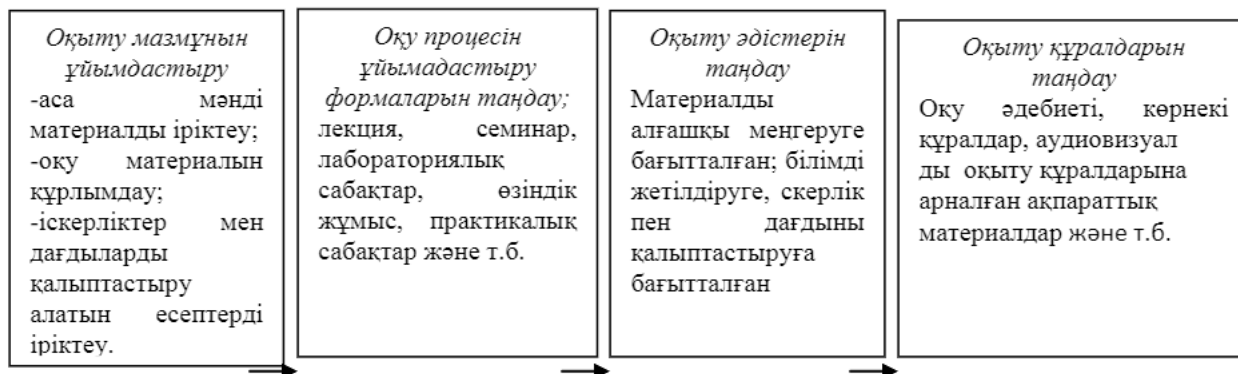 Оқыту мазмұнын
ұйымдастыру
-аса мәнді
материалды іріктеу;
-оқу материалын
құрлымдау;
-іскерліктер мен
дағдыларды
қалыптастыру
алатын есептерді
іріктеу.
Оқу процесін
ұйымадастыру
формаларын таңдау;
лекция, семинар,
лабораториялық
сабақтар, өзіндік
жұмыс, практикалық
сабақтар және т.б.
Оқыту әдістерін
таңдау
Материалды
алғашқы меңгеруге
бағытталған; білімді
жетілдіруге, скерлік
пен дағдыны
қалыптастыруға
бағытталған
Оқыту құралдарын
таңдау
Оқу әдебиеті, көрнекі
құралдар, аудиовизуал
ды оқыту құралдарына
арналған ақпараттық
материалдар және т.б.